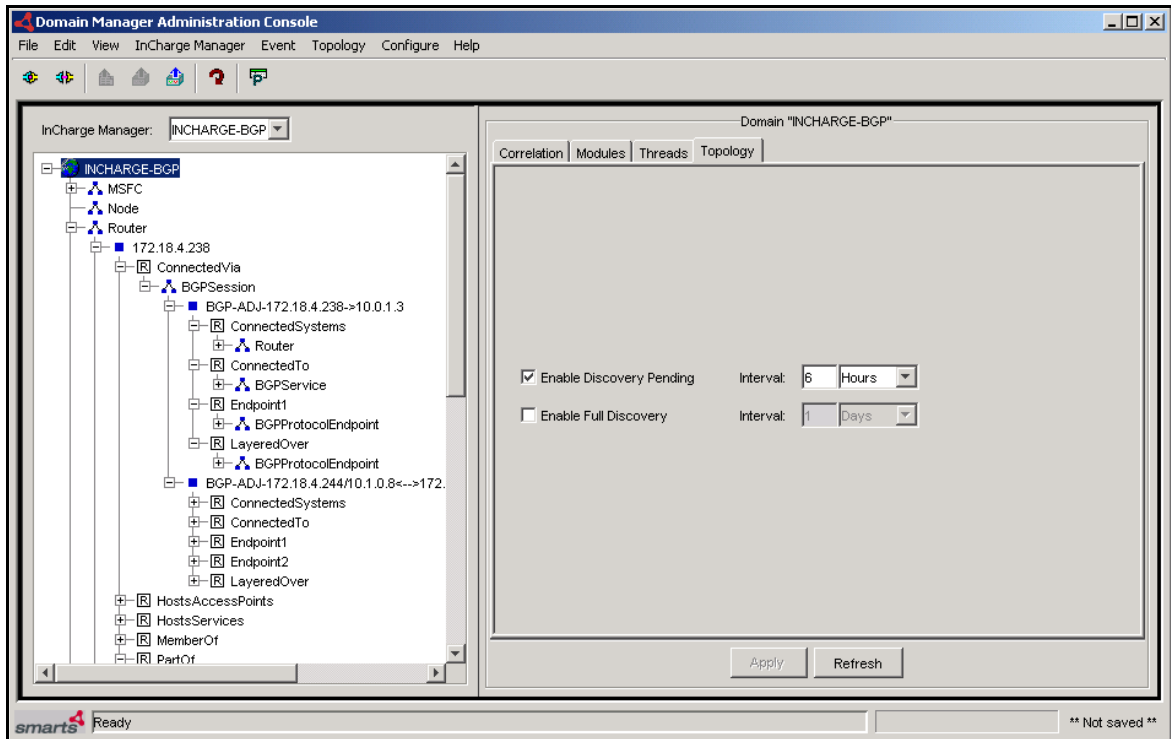 Domain Manager Administration Console
File Edit View InCharge Manager Event Topology Configure Help
InCharge Manager: INCHARGE-BGP
INCHARGE-BGP
MSFC
Node
Router
172.18.4.238
R ConnectedVia
BGPSession
BGP-ADJ-172.18.4.238->10.0.1.3
R ConnectedSystems
Router
R ConnectedTo
BGPService
R Endpoint1
BGPProtocolEndpoint
R LayeredOver
BGPProtocolEndpoint
BGP-ADJ-172.18.4.244/10.1.0.8<-->172.
R ConnectedSystems
R ConnectedTo
R Endpoint1
R Endpoint2
R LayeredOver
R HostsAccessPoints
R HostsServices
R MemberOf
R PartOf
Domain "INCHARGE-BGP"
Correlation Modules Threads Topology
Enable Discovery Pending Interval: 6 Hours
Enable Full Discovery Interval: 1 Days
Apply Refresh
smarts Ready ** Not saved **